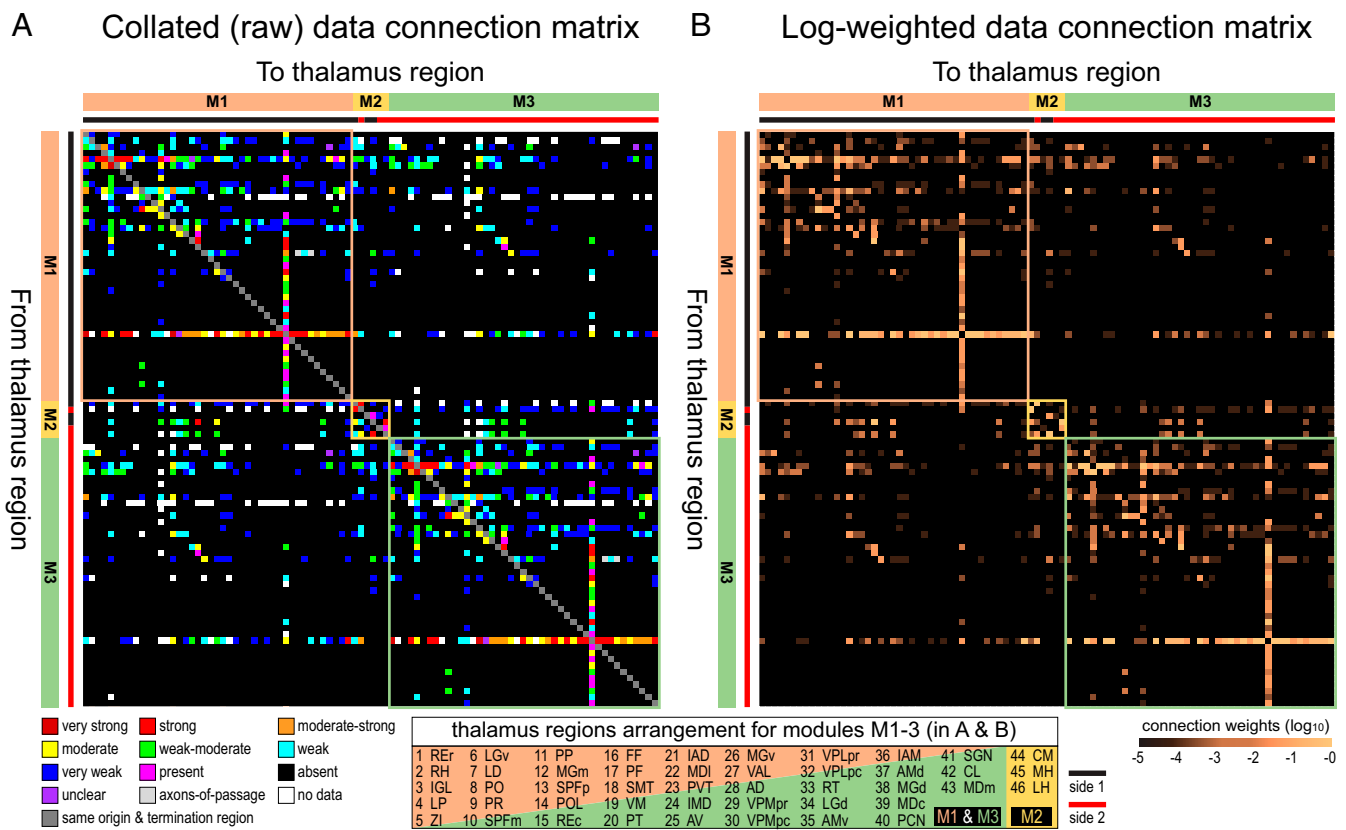 A Collated (raw) data connection matrix
To thalamus region
M1 M2 M3
From thalamus region
M1
M2
M3
very strong strong moderate-strong
moderate weak-moderate weak
very weak present absent
unclear axons-of-passage no data
same origin & termination region
B Log-weighted data connection matrix
To thalamus region
M1 M2 M3
From thalamus region
M1
M2
M3
thalamus regions arrangement for modules M1-3 (in A & B)
1 REr 6 LGv 11 PP 16 FF 21 IAD 26 MGv 31 VPLpr 36 IAM 41 SGN 44 CM
2 RH 7 LD 12 MGm 17 PF 22 MDl 27 VAL 32 VPLpc 37 AMd 42 CL 45 MH
3 IGL 8 PO 13 SPFp 18 SMT 23 PVT 28 AD 33 RT 38 MGd 43 MDm 46 LH
4 LP 9 PR 14 POL 19 VM 24 IMD 29 VPMpr 34 LGd 39 MDc
5 ZI 10 SPFm 15 REc 20 PT 25 AV 30 VPMpc 35 AMv 40 PCN M1 & M3 M2
connection weights (log₁₀)
-5 -4 -3 -2 -1 -0
side 1
side 2